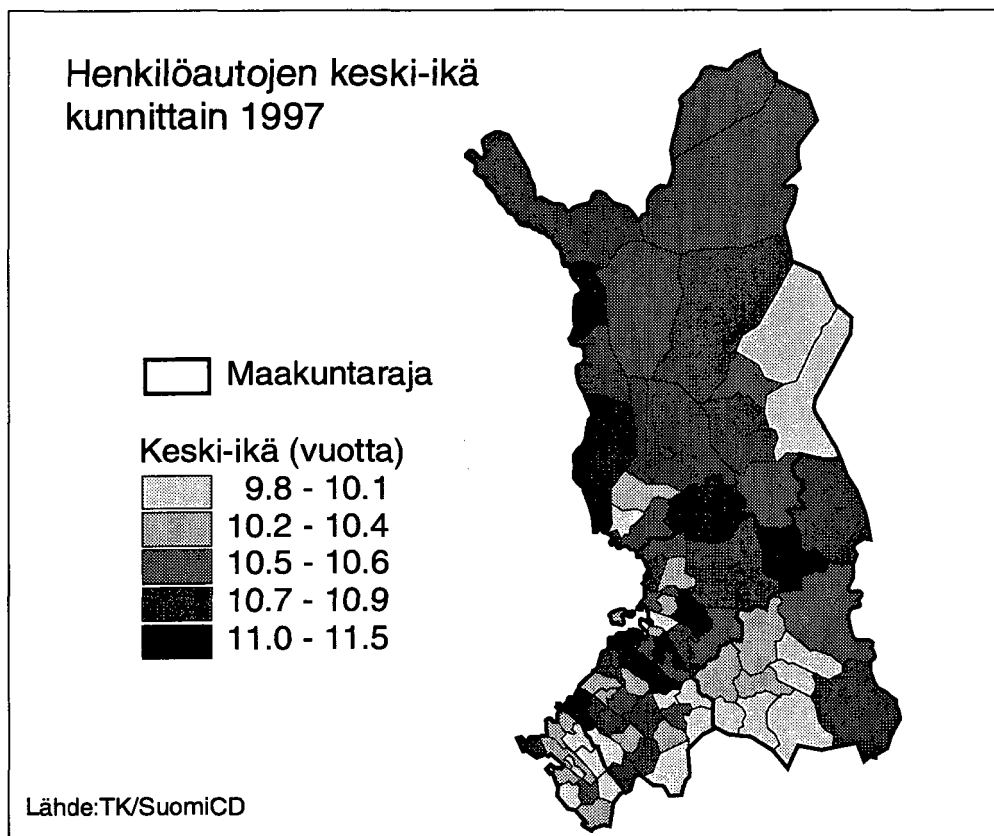 Henkilöautojen keski-ikä
kunnittain 1997
Maakuntaraja
Keski-ikä (vuotta)
9.8 - 10.1
10.2 - 10.4
10.5 - 10.6
10.7 - 10.9
11.0 - 11.5
Lähde:TK/SuomiCD